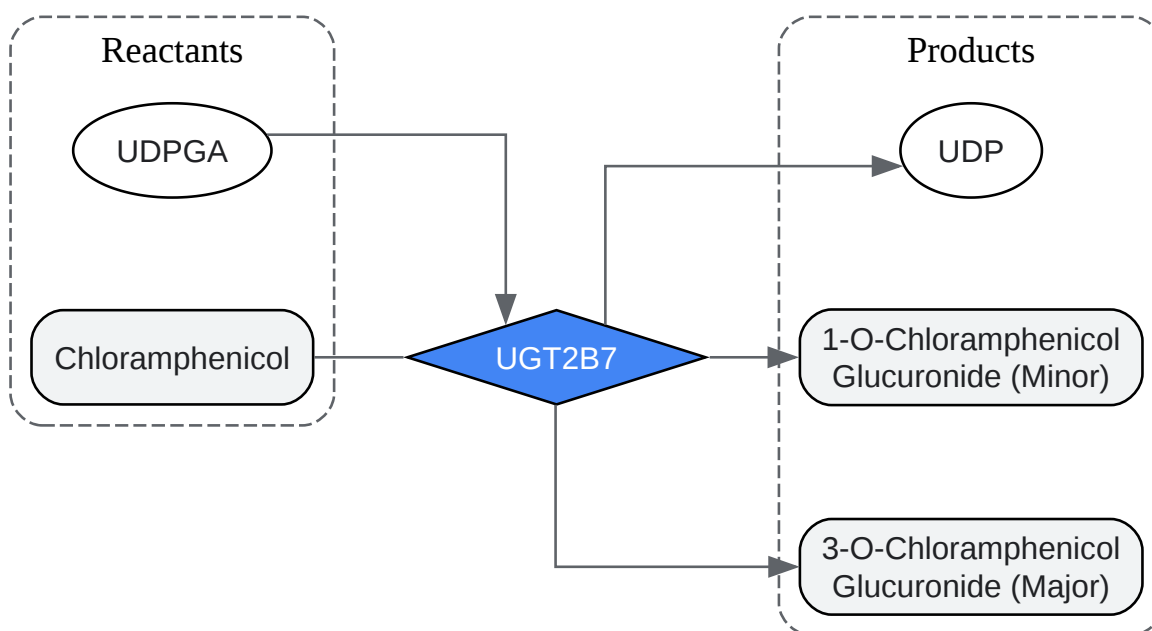 Reactants
UDPGA
Chloramphenicol
UGT2B7
Products
UDP
1-O-Chloramphenicol
Glucuronide (Minor)
3-O-Chloramphenicol
Glucuronide (Major)